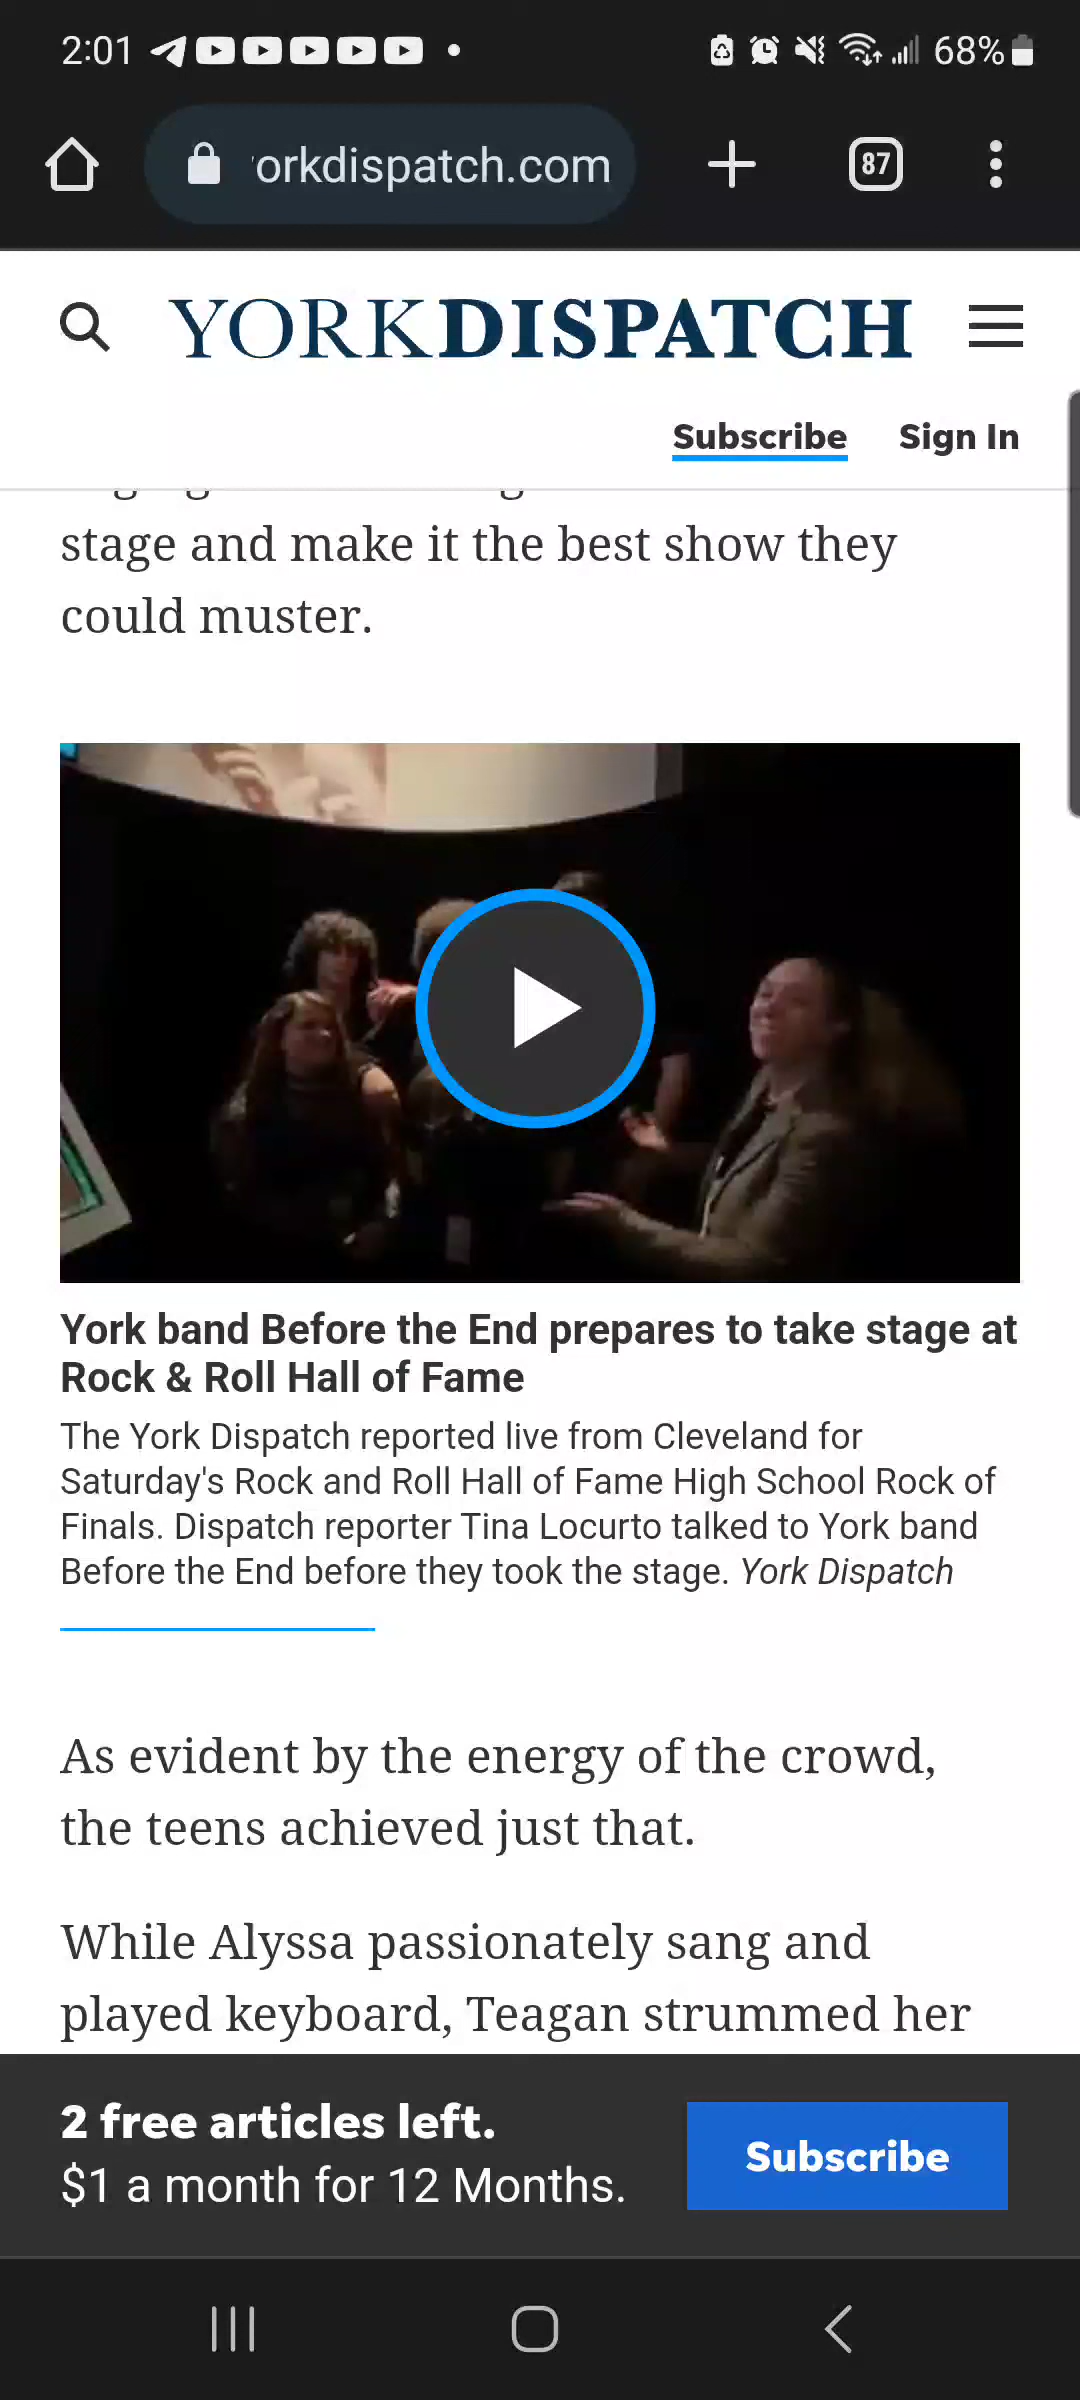 2:01
68%
orkdispatch.com
87
YORKDISPATCH
Subscribe Sign In
stage and make it the best show they
could muster.
York band Before the End prepares to take stage at
Rock & Roll Hall of Fame
The York Dispatch reported live from Cleveland for
Saturday's Rock and Roll Hall of Fame High School Rock of
Finals. Dispatch reporter Tina Locurto talked to York band
Before the End before they took the stage. York Dispatch
As evident by the energy of the crowd,
the teens achieved just that.
While Alyssa passionately sang and
played keyboard, Teagan strummed her
2 free articles left.
$1 a month for 12 Months.
Subscribe